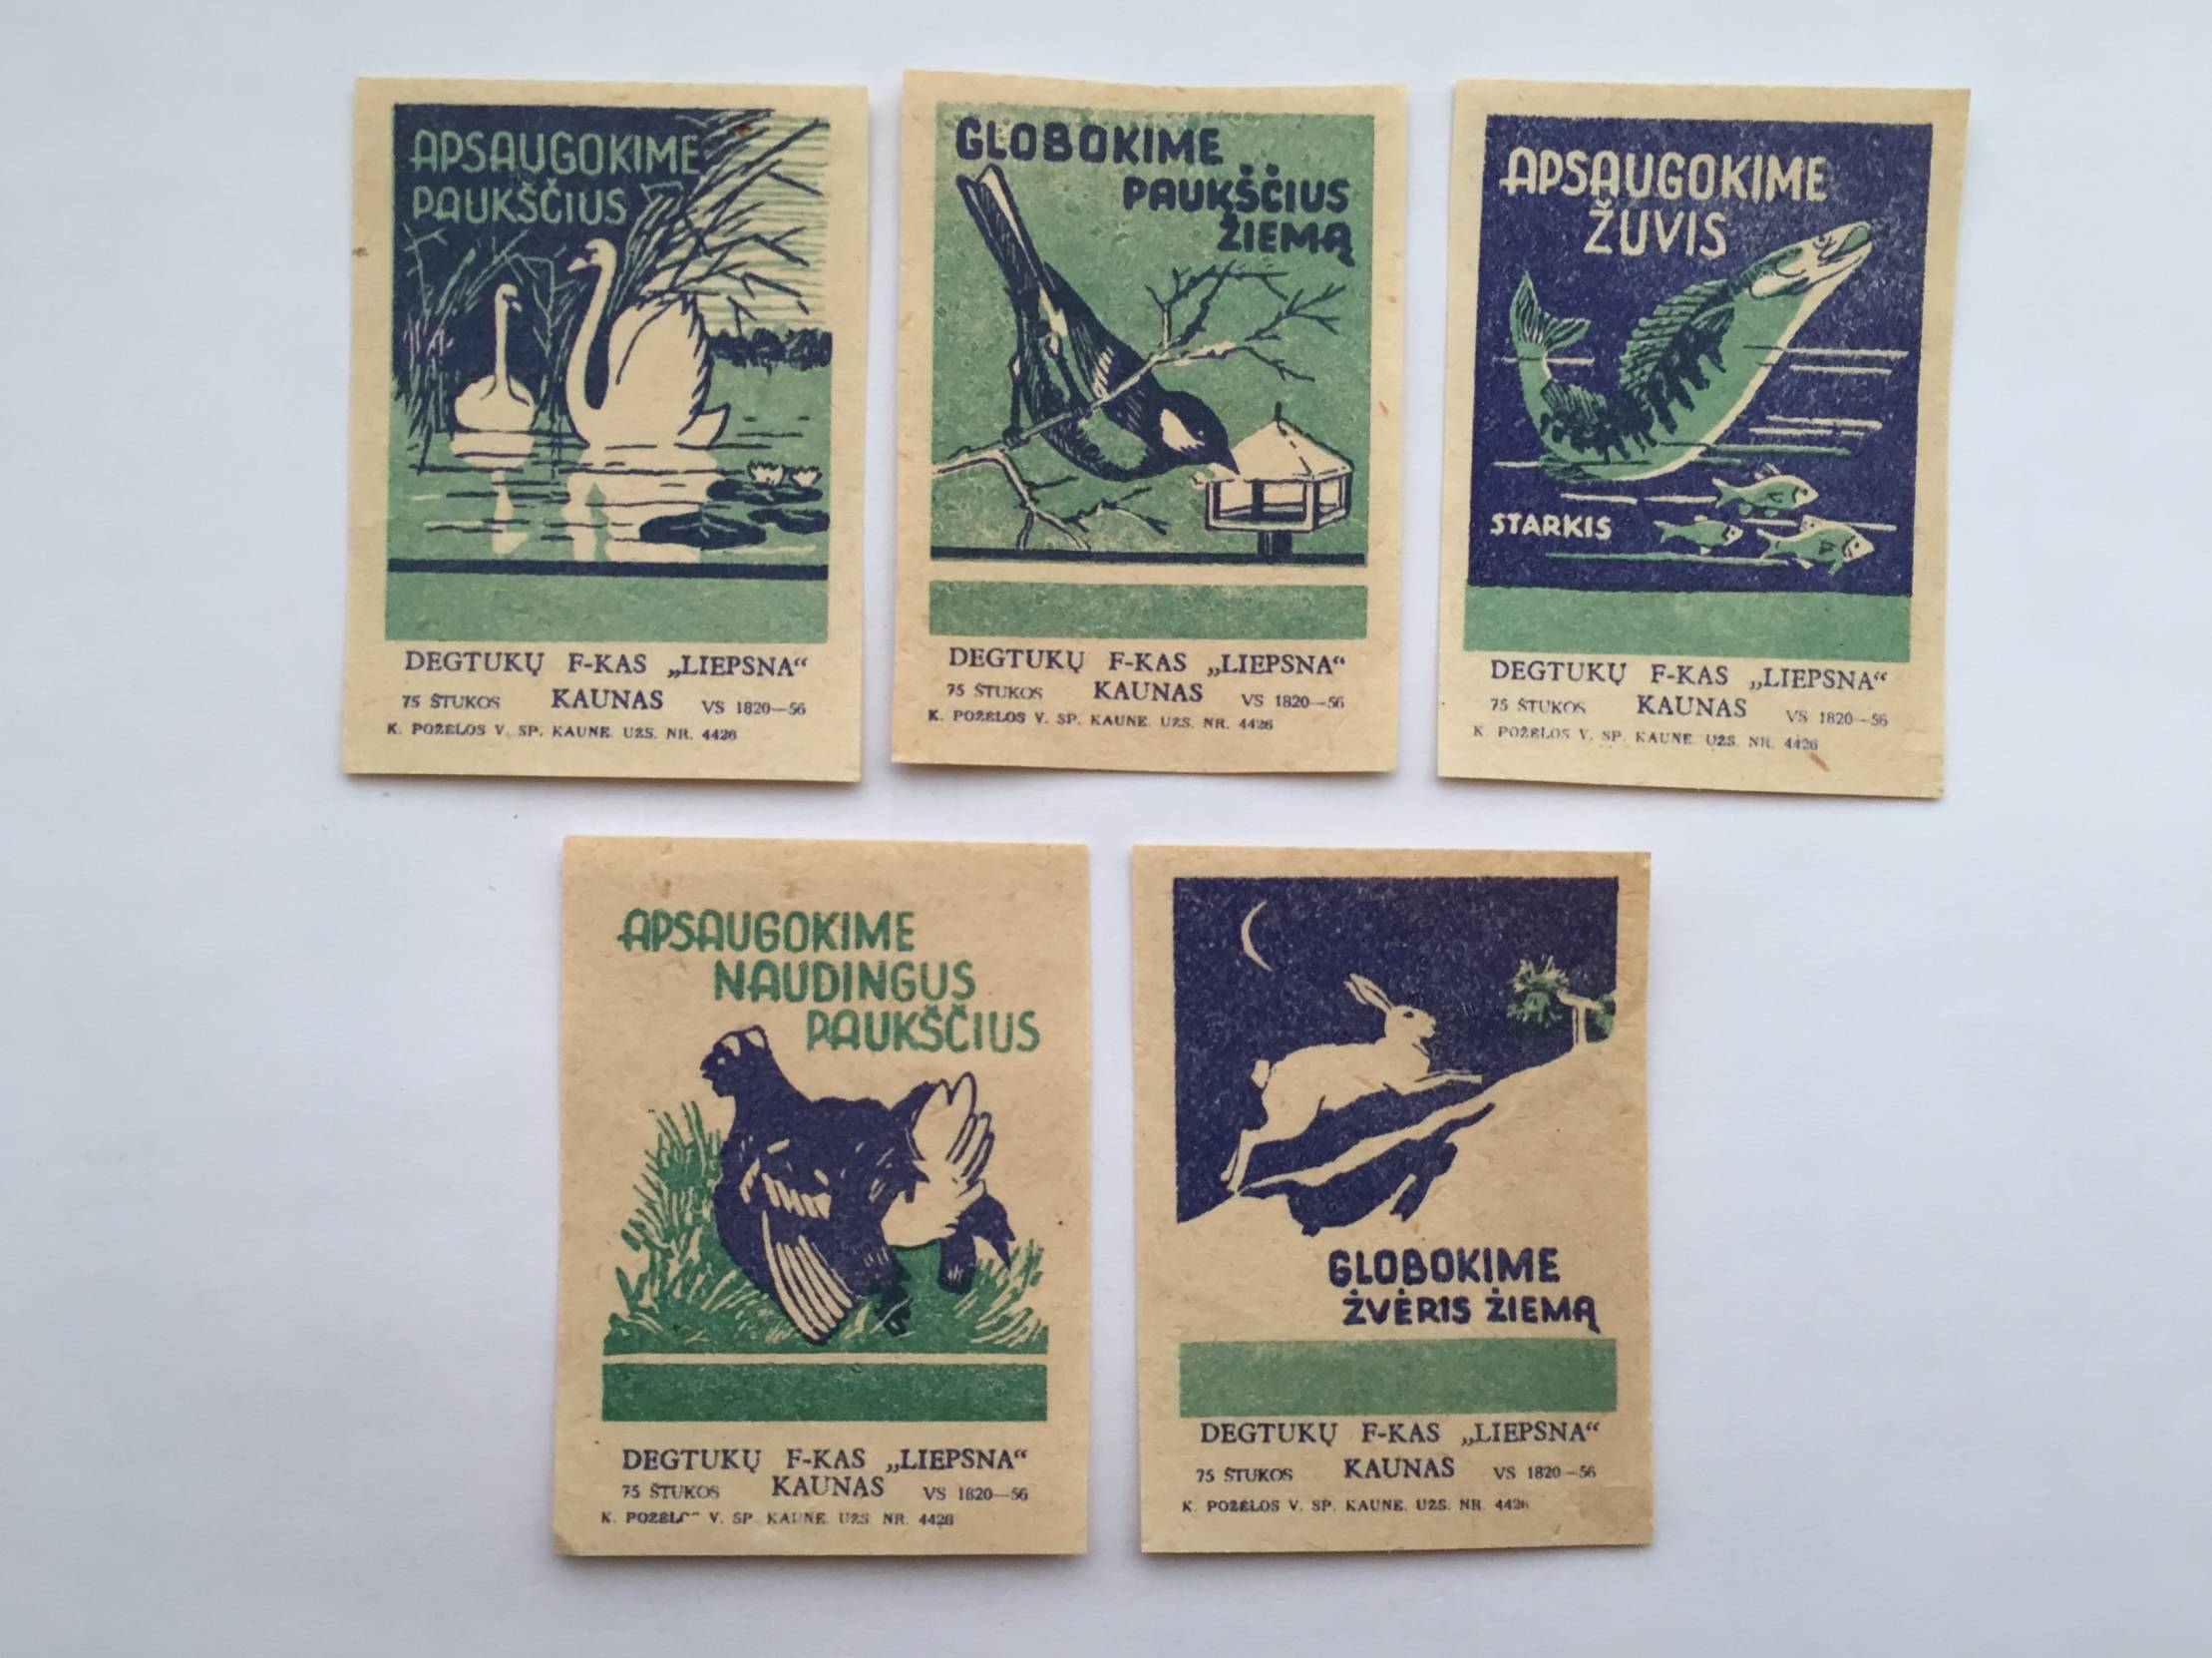 APSAUGOKIME
PAUKŠČIUS
DEGTUKŲ F-KAS „LIEPSNA“
75 ŠTUKOS KAUNAS VS 1820—56
K. POŽĖLOS V. SP. KAUNE. UŽS. NR. 4426
GLOBOKIME
PAUKŠČIUS
ŽIEMĄ
DEGTUKŲ F-KAS „LIEPSNA“
75 ŠTUKOS KAUNAS VS 1820—56
K. POŽĖLOS V. SP. KAUNE. UŽS. NR. 4426
APSAUGOKIME
ŽUVIS
STARKIS
DEGTUKŲ F-KAS „LIEPSNA“
75 ŠTUKOS KAUNAS VS 1820—56
K. POŽĖLOS V. SP. KAUNE UŽS. NR. 4426
APSAUGOKIME
NAUDINGUS
PAUKŠČIUS
DEGTUKŲ F-KAS „LIEPSNA“
75 ŠTUKOS KAUNAS VS 1820—56
K. V. SP. KAUNE. UŽS. NR. 4426
GLOBOKIME
ŽVĖRIS ŽIEMĄ
DEGTUKŲ F-KAS „LIEPSNA“
75 ŠTUKOS KAUNAS VS 1820—56
K. POŽĖLOS V. SP. KAUNE. UŽS. NR. 4426